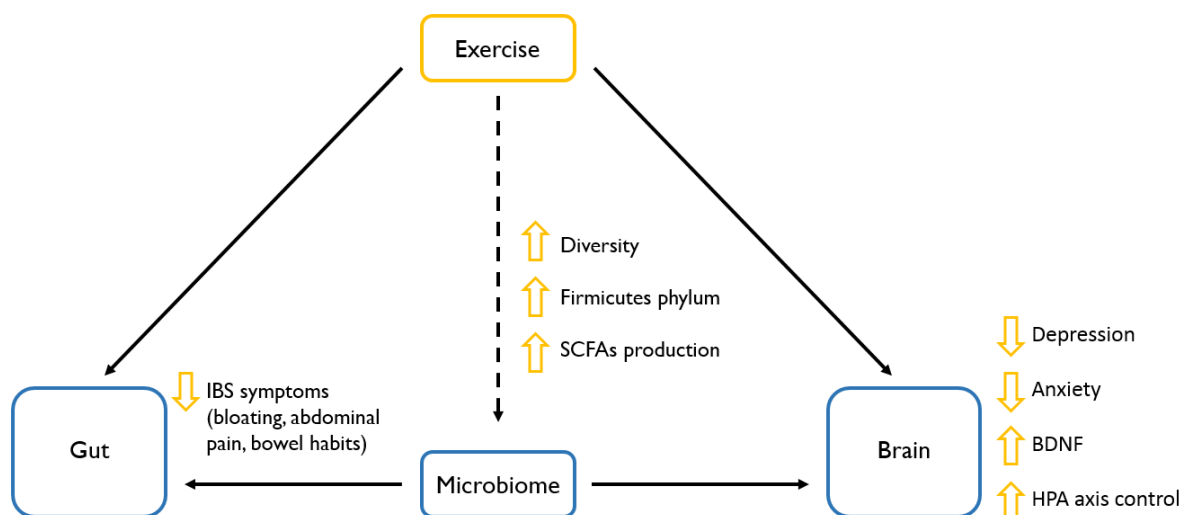 Exercise
Diversity
Firmicutes phylum
SCFAs production
IBS symptoms
(bloating, abdominal
pain, bowel habits)
Gut
Microbiome
Brain
Depression
Anxiety
BDNF
HPA axis control